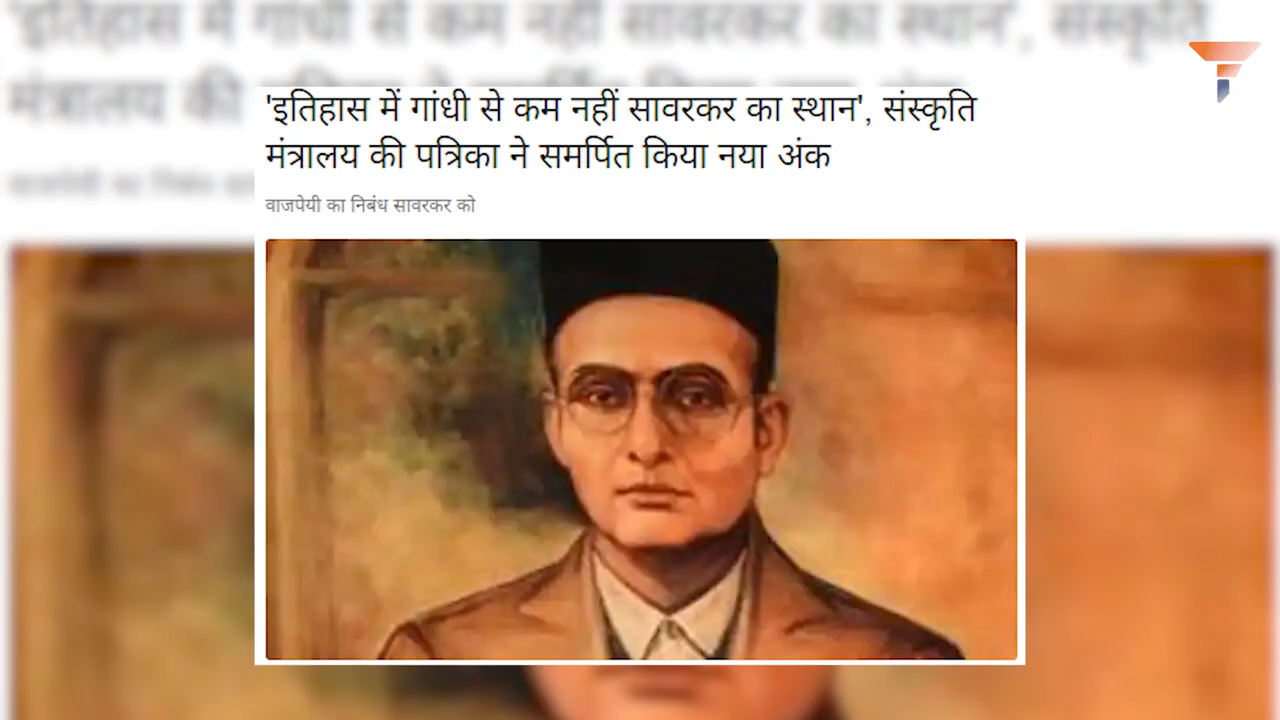 'इतिहास में गांधी से कम नहीं सावरकर का स्थान', संस्कृति
मंत्रालय की पत्रिका ने समर्पित किया नया अंक
वाजपेयी का निबंध सावरकर को